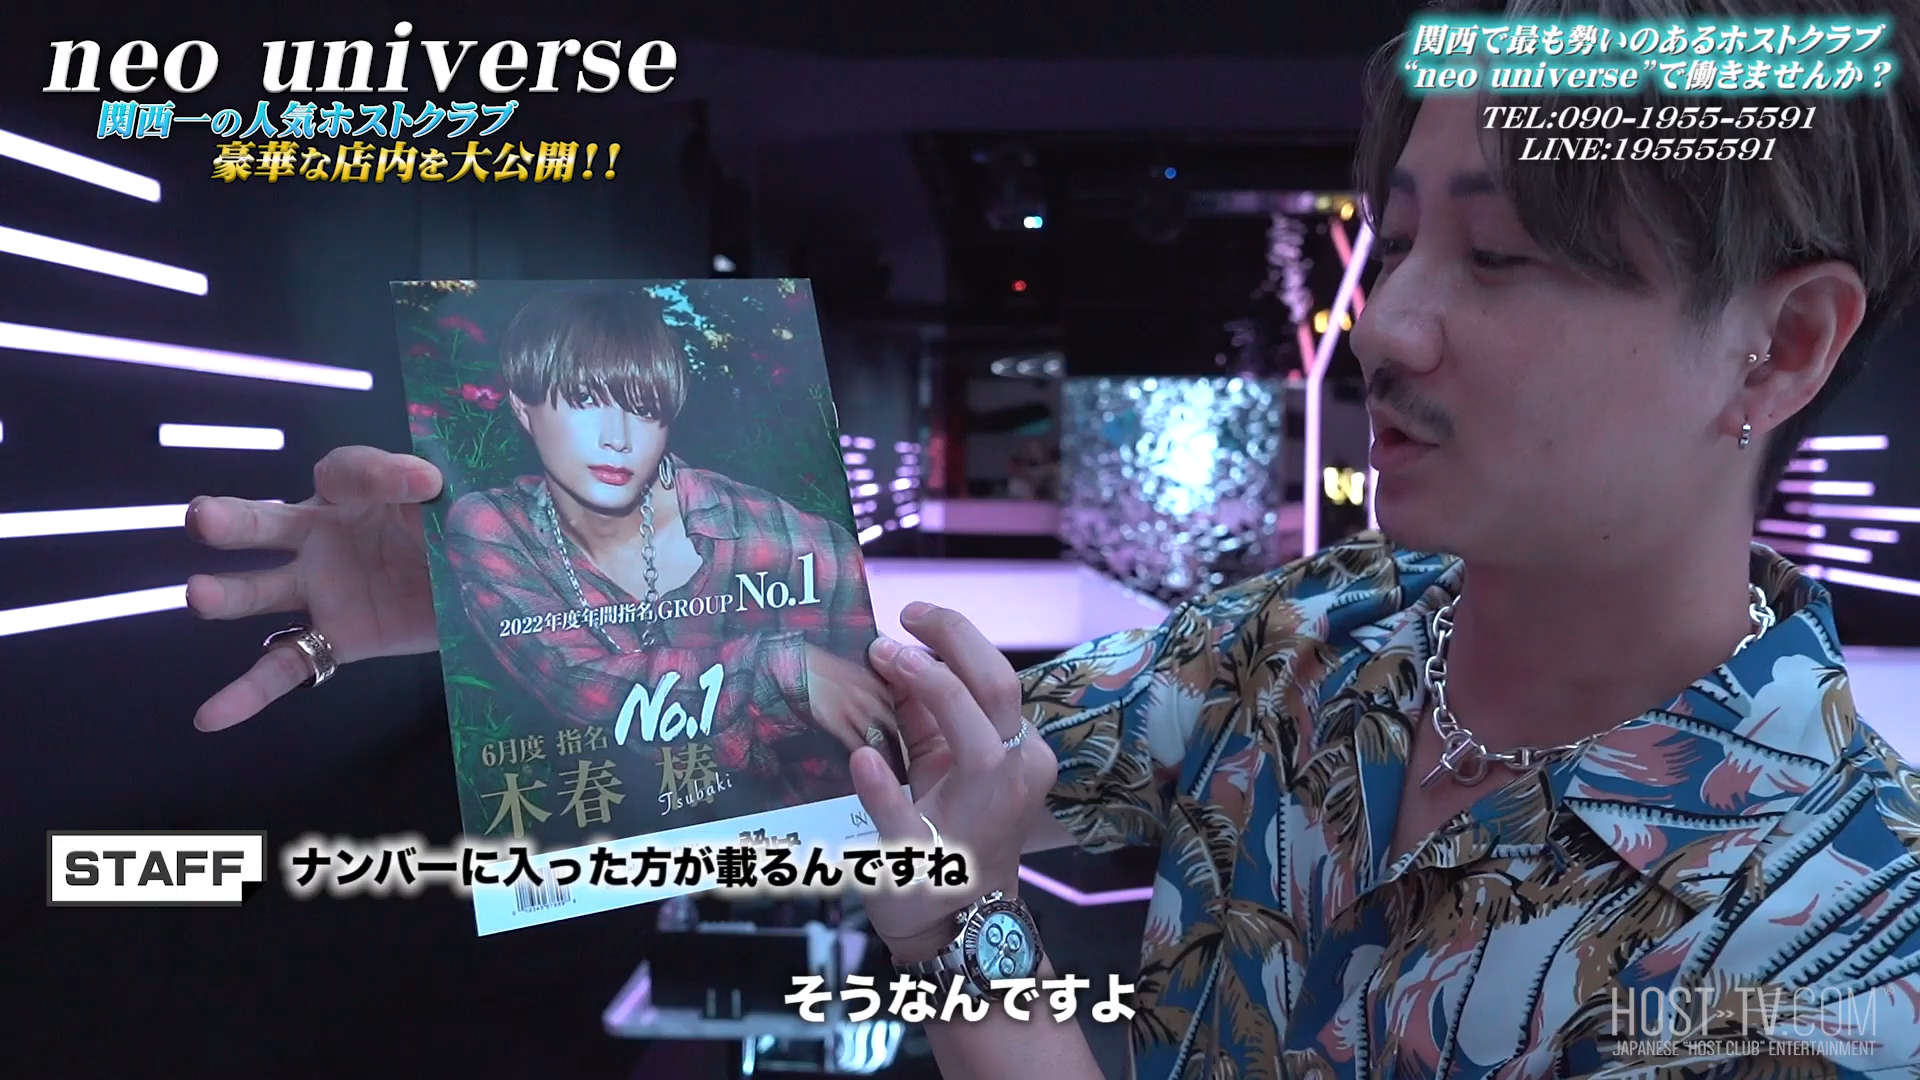 neo universe
関西一の人気ホストクラブ
豪華な店内を大公開!!
関西で最も勢いのあるホストクラブ
“neo universe”で働きませんか？
TEL:090-1955-5591
LINE:19555591
2022年度年間指名 GROUP No.1
No.1
6月度 指名
木春 椿
Tsubaki
UN
STAFF ナンバーに入った方が載るんですね
そうなんですよ
HOST TV.COM
JAPANESE "HOST CLUB" ENTERTAINMENT